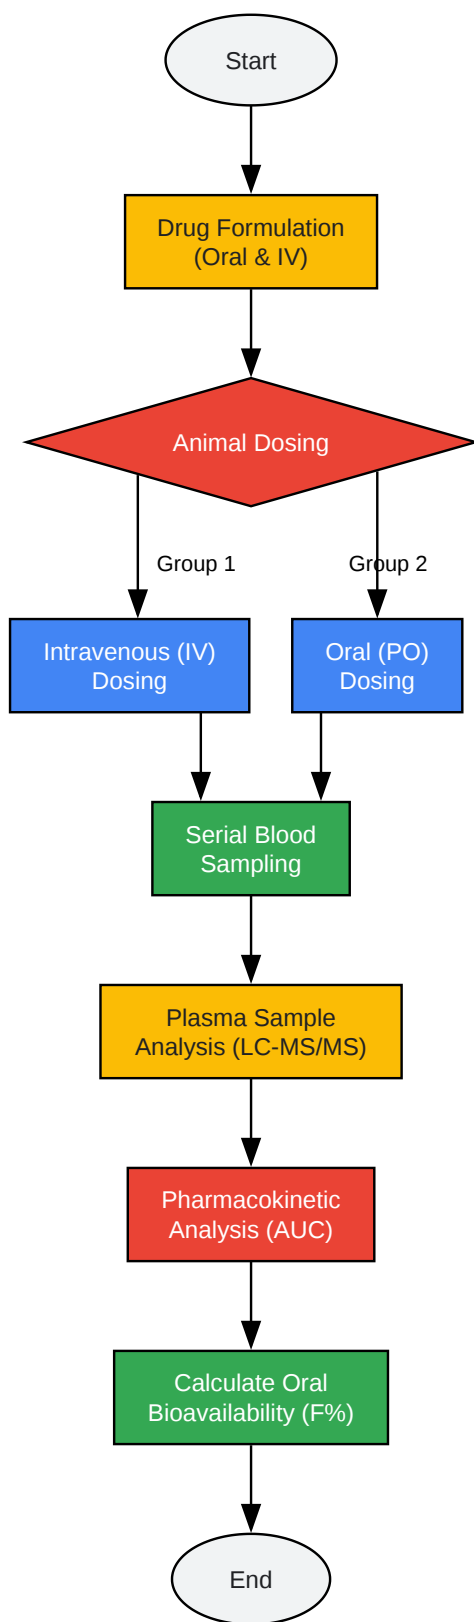 Start
Drug Formulation
(Oral & IV)
Animal Dosing
Group 1
Group 2
Intravenous (IV)
Dosing
Oral (PO)
Dosing
Serial Blood
Sampling
Plasma Sample
Analysis (LC-MS/MS)
Pharmacokinetic
Analysis (AUC)
Calculate Oral
Bioavailability (F%)
End